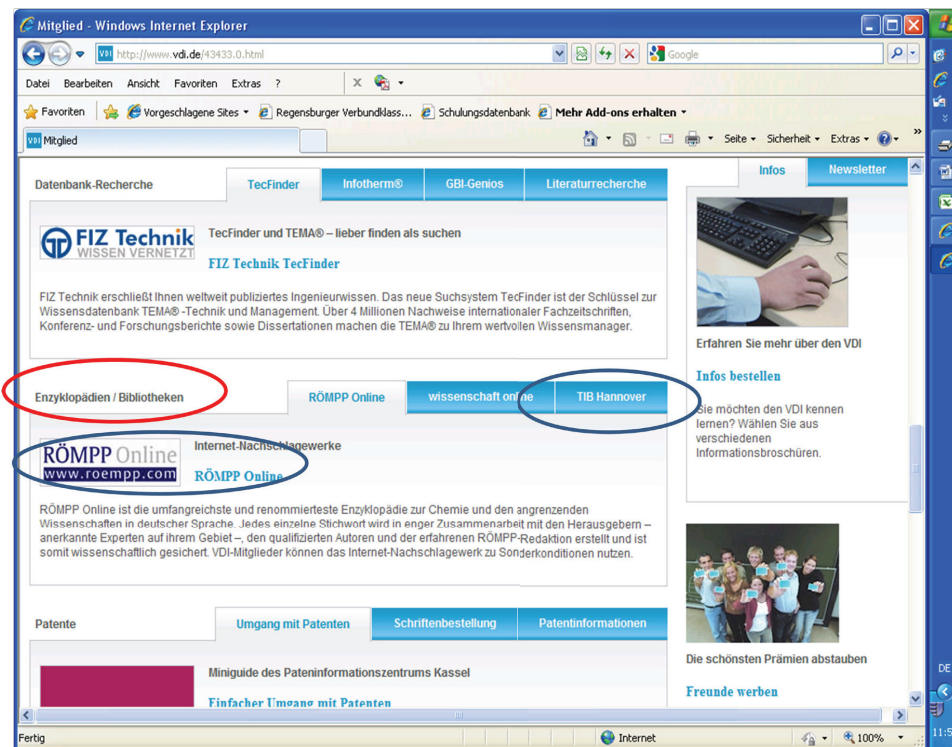 Mitglied - Windows Internet Explorer
http://www.vdi.de/43433.0.html
Google
Datei Bearbeiten Ansicht Favoriten Extras ?
X
Favoriten Vorgeschlagene Sites Regensburger Verbundklass... Schulungsdatenbank Mehr Add-ons erhalten
VDI Mitglied
Seite Sicherheit Extras
Datenbank-Recherche TecFinder Infotherm® GBI-Genios Literaturrecherche
FIZ Technik
WISSEN VERNETZT
TecFinder und TEMA® – lieber finden als suchen
FIZ Technik TecFinder
FIZ Technik erschließt Ihnen weltweit publiziertes Ingenieurwissen. Das neue Suchsystem TecFinder ist der Schlüssel zur
Wissensdatenbank TEMA® -Technik und Management. Über 4 Millionen Nachweise internationaler Fachzeitschriften,
Konferenz- und Forschungsberichte sowie Dissertationen machen die TEMA® zu Ihrem wertvollen Wissensmanager.
Enzyklopädien / Bibliotheken RÖMPP Online wissenschaft online TIB Hannover
RÖMPP Online
www.roempp.com
Internet-Nachschlagewerke
RÖMPP Online
RÖMPP Online ist die umfangreichste und renommierteste Enzyklopädie zur Chemie und den angrenzenden
Wissenschaften in deutscher Sprache. Jedes einzelne Stichwort wird in enger Zusammenarbeit mit den Herausgebern –
anerkannte Experten auf ihrem Gebiet –, den qualifizierten Autoren und der erfahrenen RÖMPP-Redaktion erstellt und ist
somit wissenschaftlich gesichert. VDI-Mitglieder können das Internet-Nachschlagewerk zu Sonderkonditionen nutzen.
Patente Umgang mit Patenten Schriftenbestellung Patentinformationen
Miniguide des Pateninformationszentrums Kassel
Einfacher Umgang mit Patenten
Infos Newsletter
Erfahren Sie mehr über den VDI
Infos bestellen
Sie möchten den VDI kennen
lernen? Wählen Sie aus
verschiedenen
Informationsbroschüren.
Die schönsten Prämien abstauben
Freunde werben
Fertig Internet 100%
DE